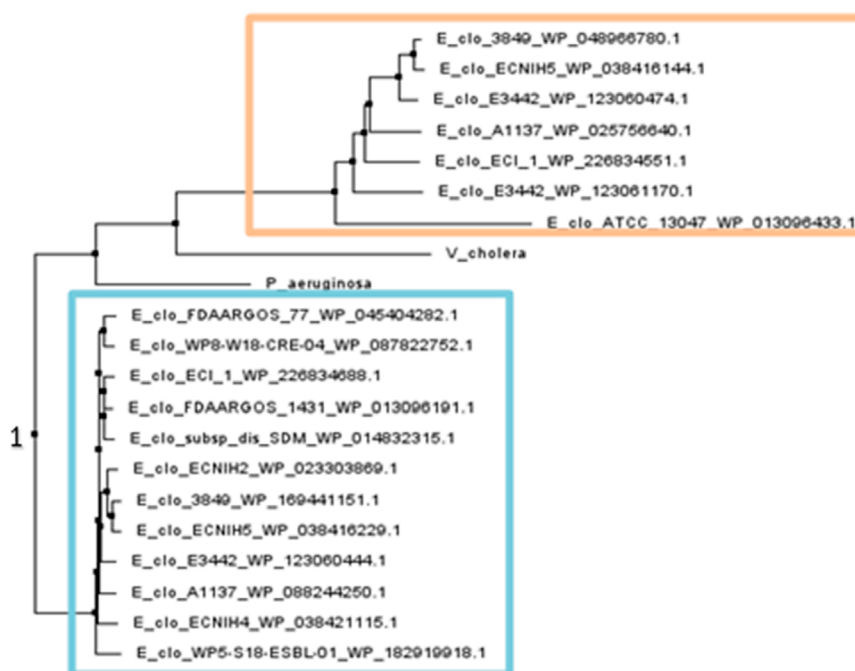 E_clo_3849_WP_048966780.1
E_clo_ECNIH5_WP_038416144.1
E_clo_E3442_WP_123060474.1
E_clo_A1137_WP_025756640.1
E_clo_ECI_1_WP_226834551.1
E_clo_E3442_WP_123061170.1
E_clo_ATCC_13047_WP_013096433.1
V_cholera
P_aeruginosa
E_clo_FDAARGOS_77_WP_045404282.1
E_clo_WP8-W18-CRE-04_WP_087822752.1
E_clo_ECI_1_WP_226834688.1
E_clo_FDAARGOS_1431_WP_013096191.1
1
E_clo_subsp_dis_SDM_WP_014832315.1
E_clo_ECNIH2_WP_023303869.1
E_clo_3849_WP_169441151.1
E_clo_ECNIH5_WP_038416229.1
E_clo_E3442_WP_123060444.1
E_clo_A1137_WP_088244250.1
E_clo_ECNIH4_WP_038421115.1
E_clo_WP5-S18-ESBL-01_WP_182919918.1